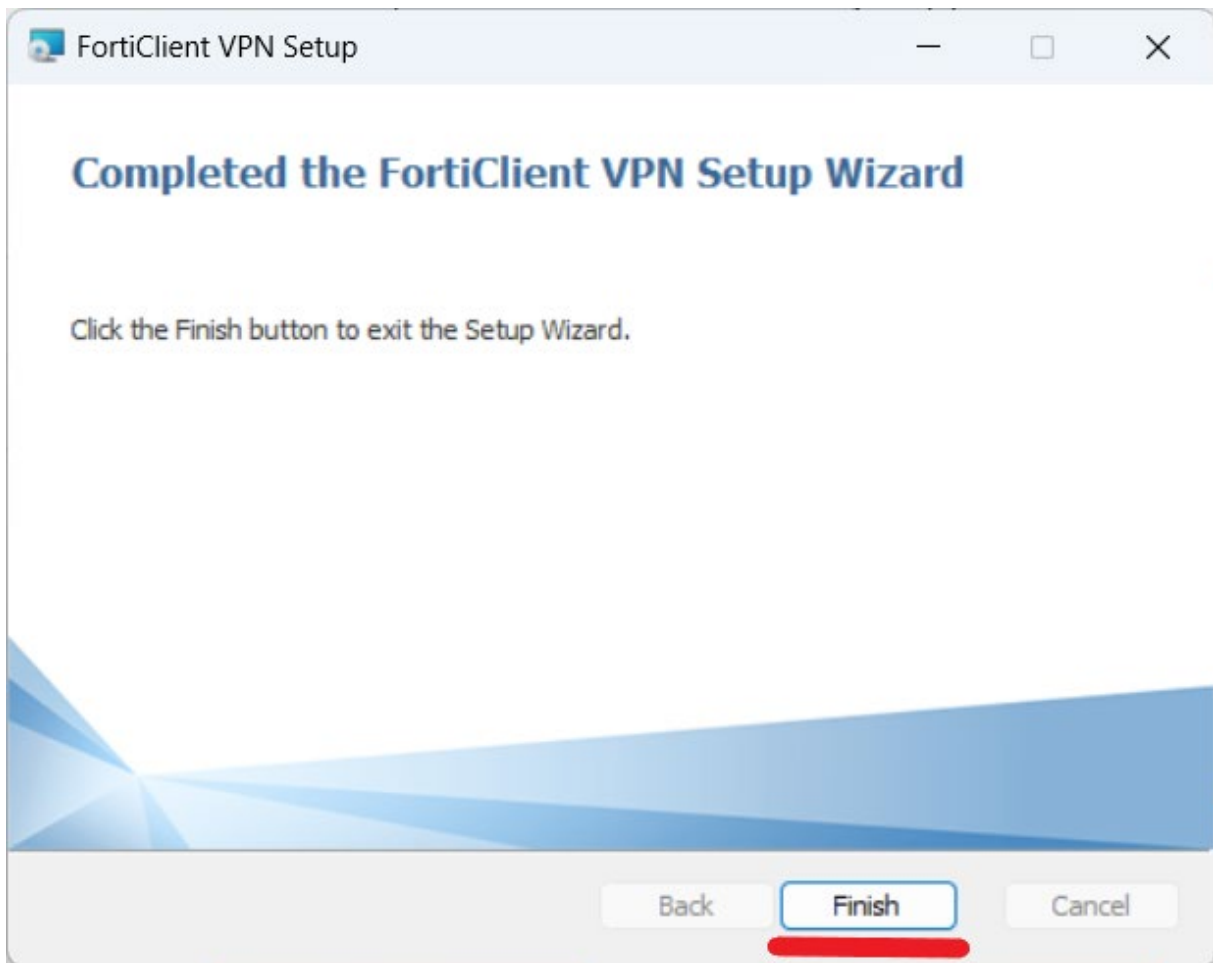 FortiClient VPN Setup
Completed the FortiClient VPN Setup Wizard
Click the Finish button to exit the Setup Wizard.
Back Finish Cancel